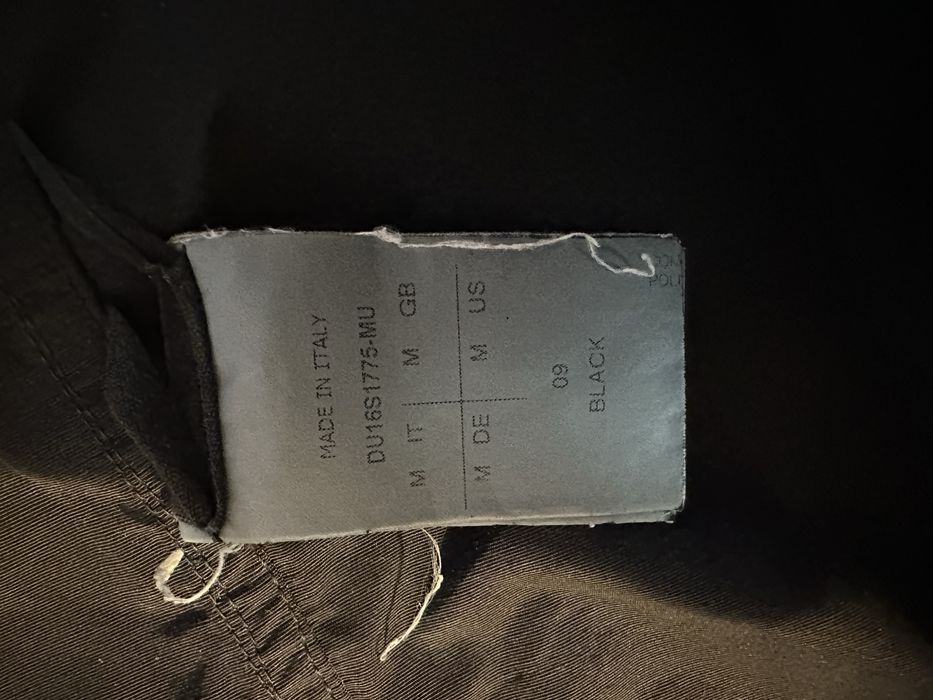 MADE IN ITALY
DU16S1775-MU
M IT M GB
M DE M US
09
BLACK